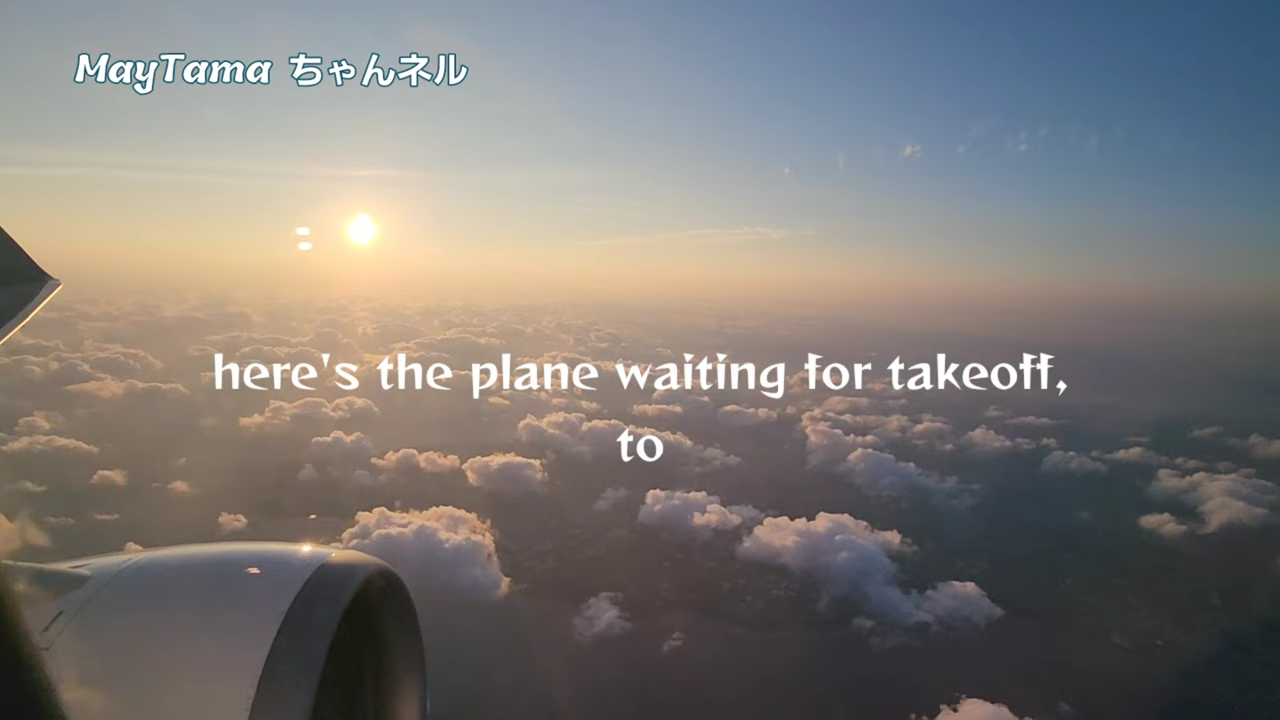 MayTama ちゃんネル
here's the plane waiting for takeoff,
to